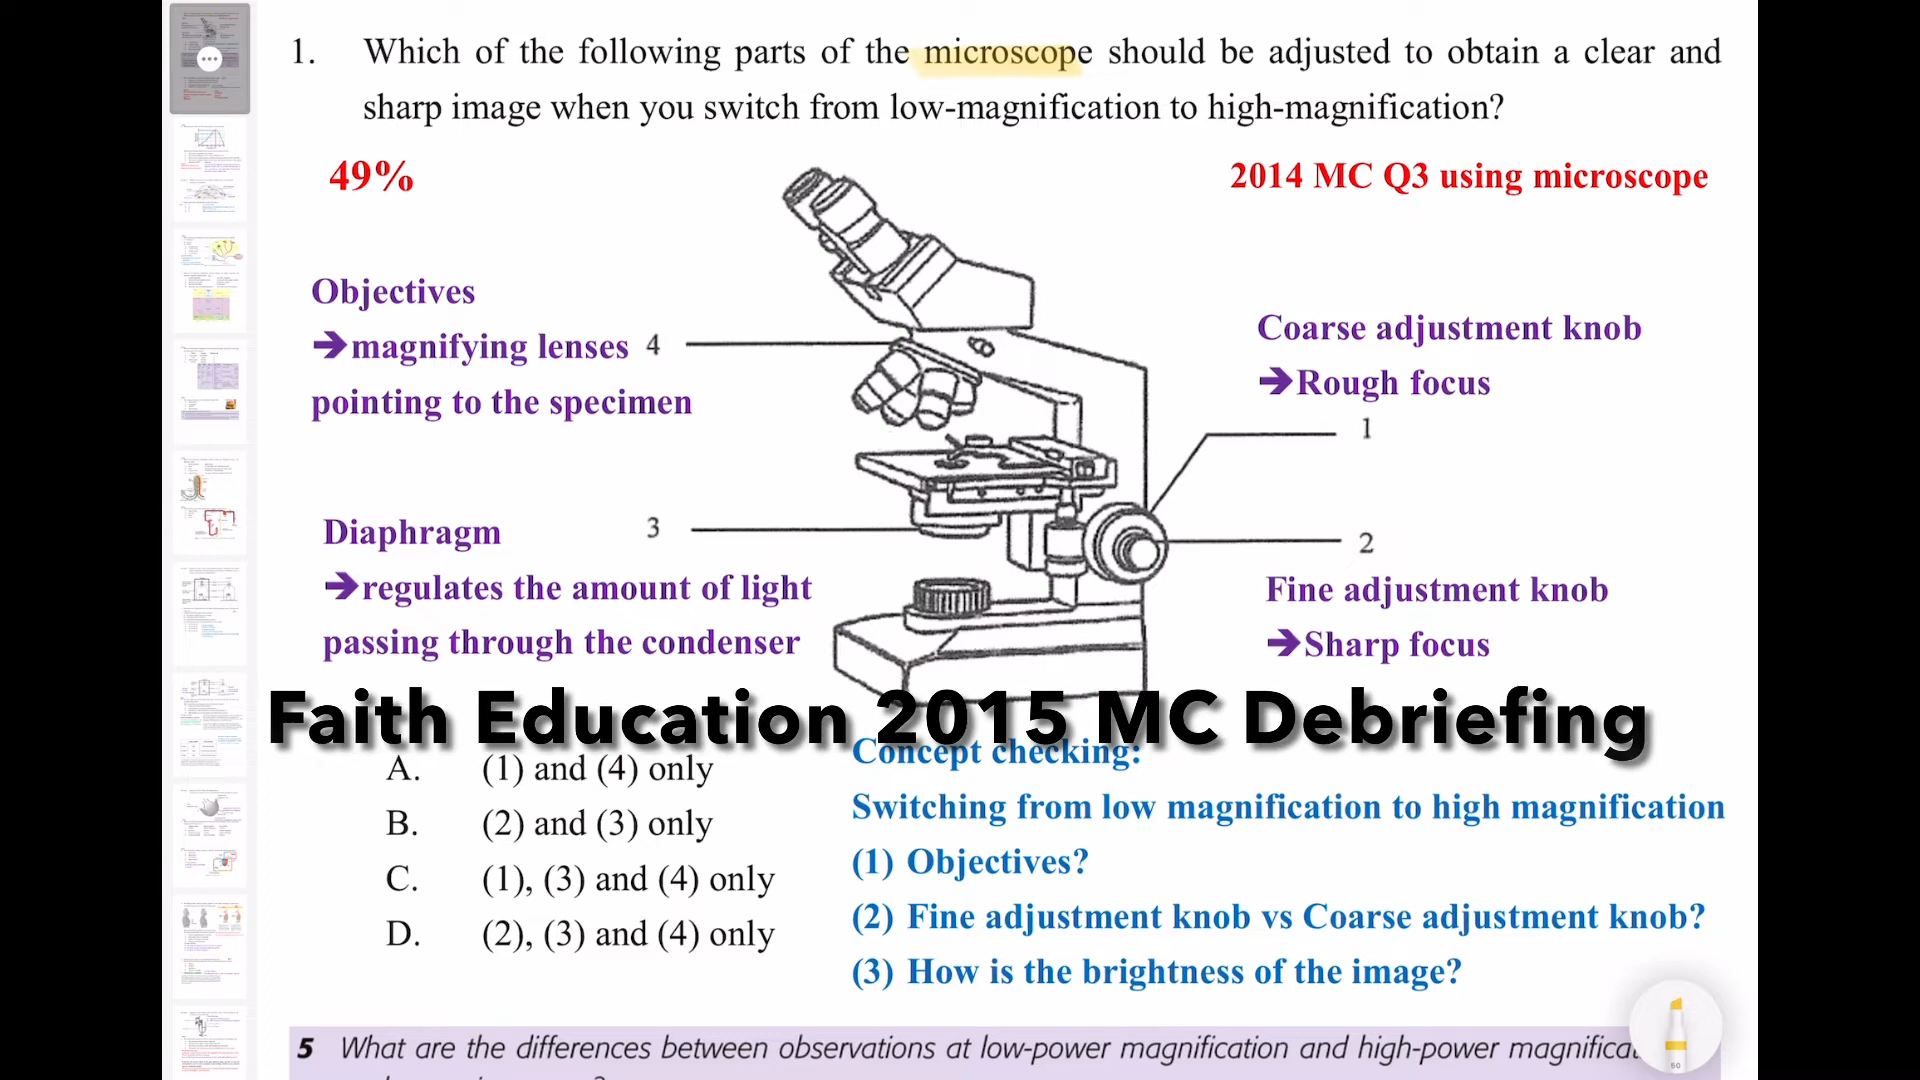 1. Which of the following parts of the microscope should be adjusted to obtain a clear and
sharp image when you switch from low-magnification to high-magnification?
49%
2014 MC Q3 using microscope
Objectives
➔magnifying lenses
pointing to the specimen
4
Coarse adjustment knob
➔Rough focus
1
Diaphragm
➔regulates the amount of light
passing through the condenser
3
2
Fine adjustment knob
➔Sharp focus
Faith Education 2015 MC Debriefing
A. (1) and (4) only
B. (2) and (3) only
C. (1), (3) and (4) only
D. (2), (3) and (4) only
Concept checking:
Switching from low magnification to high magnification
(1) Objectives?
(2) Fine adjustment knob vs Coarse adjustment knob?
(3) How is the brightness of the image?
5 What are the differences between observations at low-power magnification and high-power
50